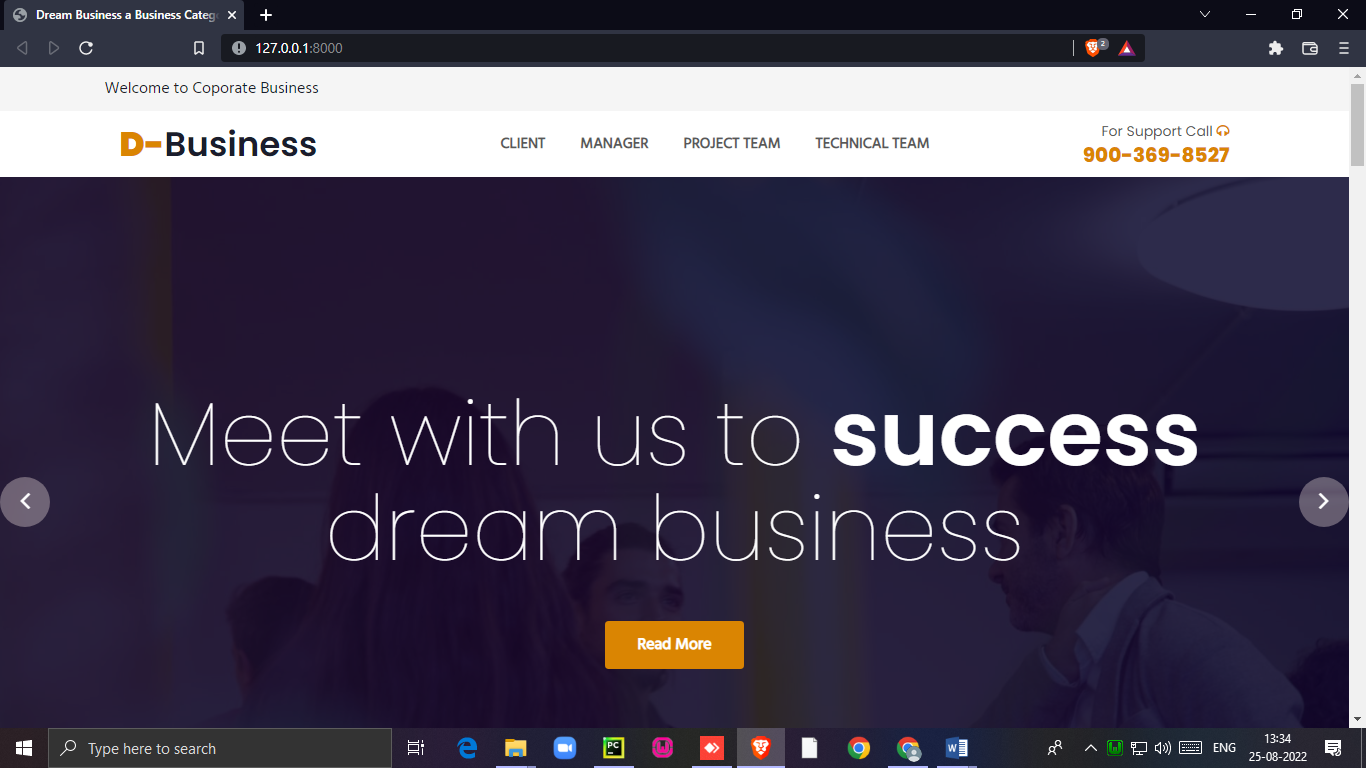 Dream Business a Business Categ
127.0.0.1:8000
2
Welcome to Coporate Business
D-Business
CLIENT MANAGER PROJECT TEAM TECHNICAL TEAM
For Support Call
900-369-8527
Meet with us to success
dream business
Read More
Type here to search
PC
W
ENG
13:34
25-08-2022